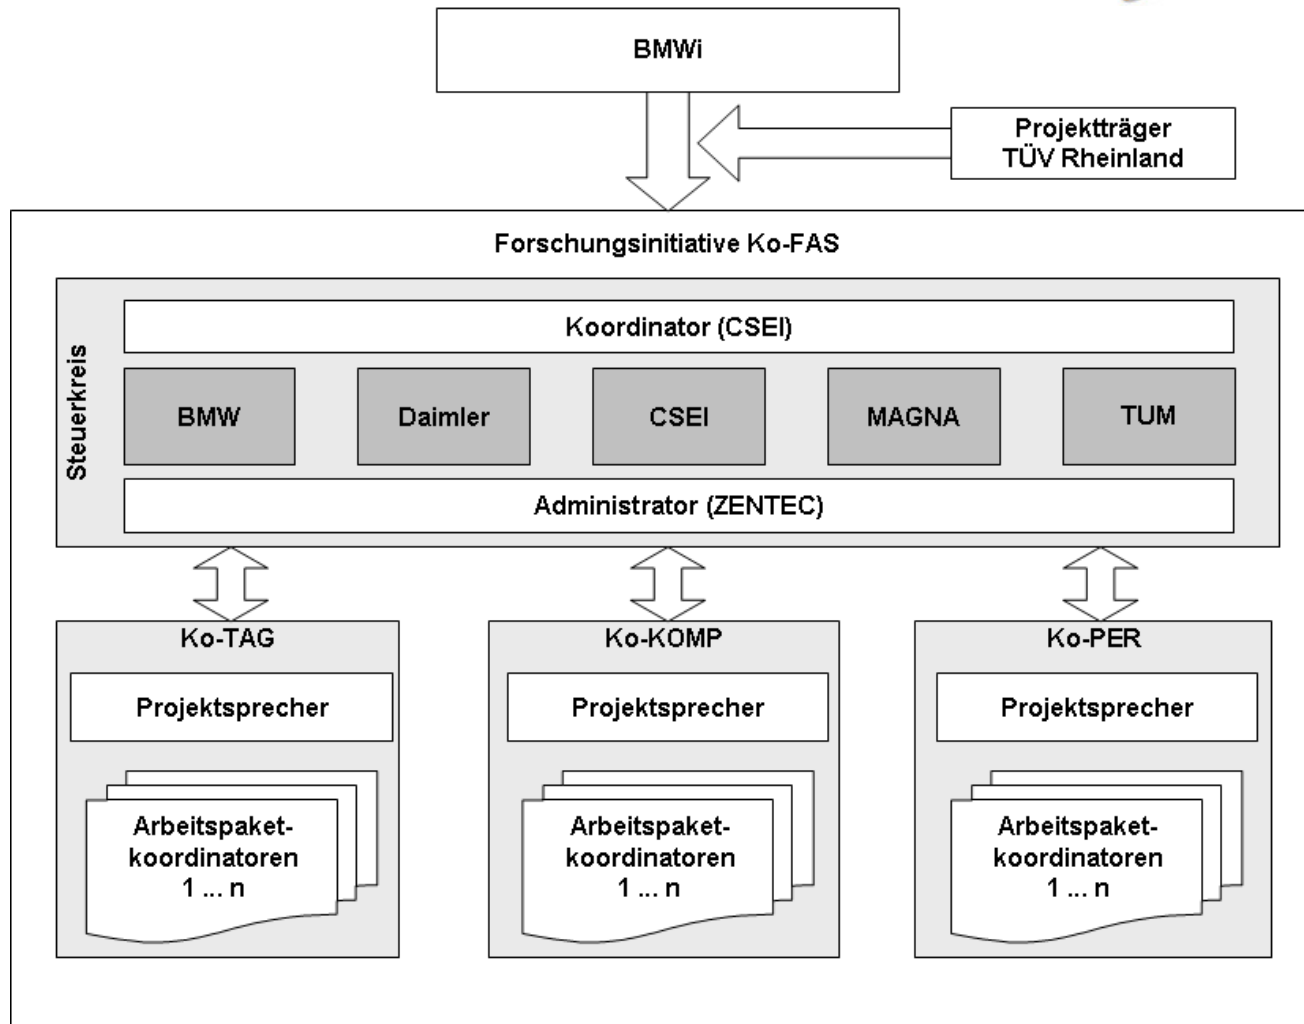 BMWi
Projektträger
TÜV Rheinland
Forschungsinitiative Ko-FAS
Steuerkreis
Koordinator (CSEI)
BMW
Daimler
CSEI
MAGNA
TUM
Administrator (ZENTEC)
Ko-TAG
Projektsprecher
Arbeitspaket-
koordinatoren
1 ... n
Ko-KOMP
Projektsprecher
Arbeitspaket-
koordinatoren
1 ... n
Ko-PER
Projektsprecher
Arbeitspaket-
koordinatoren
1 ... n